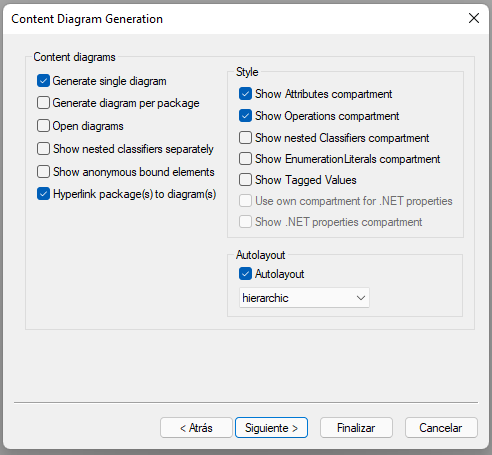 Content Diagram Generation
Content diagrams
Generate single diagram
Generate diagram per package
Open diagrams
Show nested classifiers separately
Show anonymous bound elements
Hyperlink package(s) to diagram(s)
Style
Show Attributes compartment
Show Operations compartment
Show nested Classifiers compartment
Show EnumerationLiterals compartment
Show Tagged Values
Use own compartment for .NET properties
Show .NET properties compartment
Autolayout
Autolayout
hierarchic
< Atrás
Siguiente >
Finalizar
Cancelar